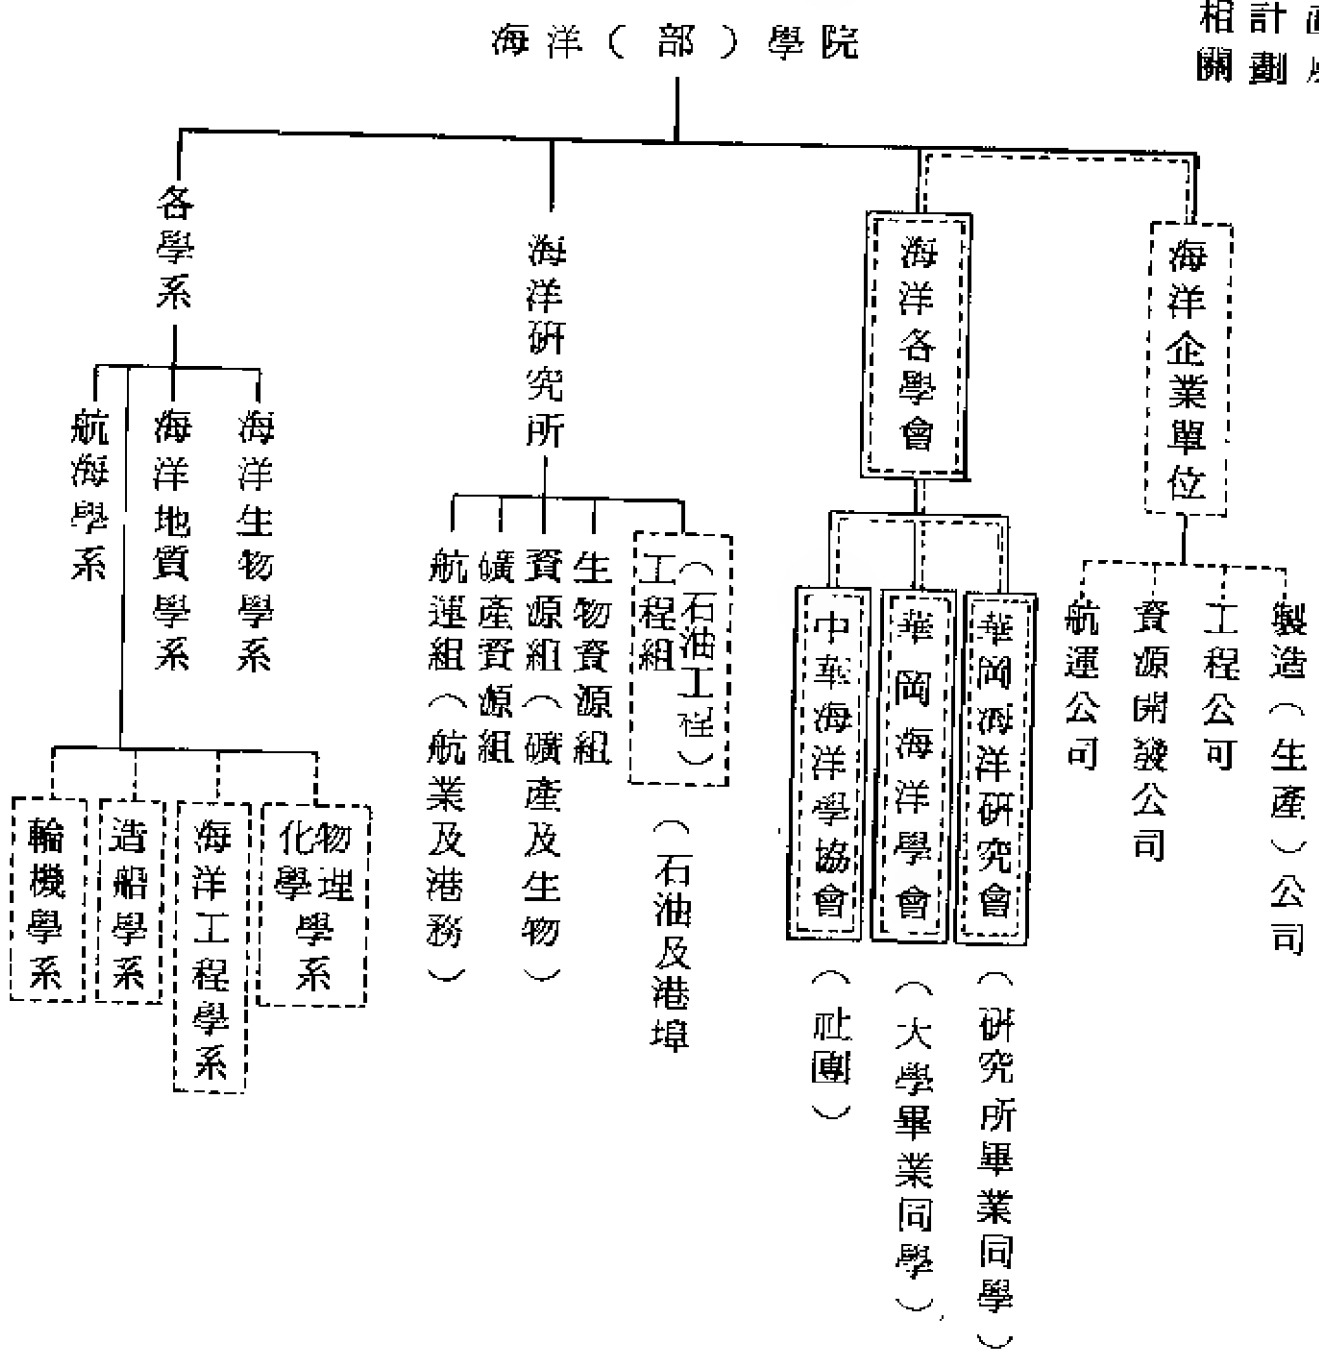 海洋（部）學院
計劃
相關
海洋企業單位
海洋各學會
海洋研究所
各學系
製造（生產）公司
工程公司
資源開發公司
航運公司
華岡海洋研究會
（研究所畢業同學）
華岡海洋學會
（大學畢業同學）
中華海洋學協會
（社團）
（石油工程）
工程組
（石油及港埠
生物資源組
資源組（礦產及生物）
礦產資源組
航運組（航業及港務）
海洋生物學系
海洋地質學系
航海學系
物理
化學
學系
海洋工程學系
造船學系
輪機學系